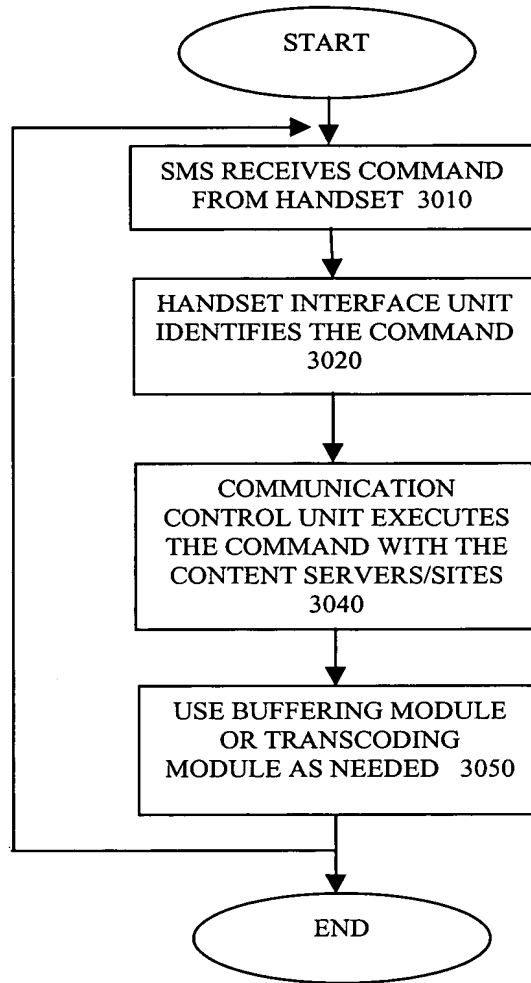 START
SMS RECEIVES COMMAND
FROM HANDSET 3010
HANDSET INTERFACE UNIT
IDENTIFIES THE COMMAND
3020
COMMUNICATION
CONTROL UNIT EXECUTES
THE COMMAND WITH THE
CONTENT SERVERS/SITES
3040
USE BUFFERING MODULE
OR TRANSCODING
MODULE AS NEEDED 3050
END